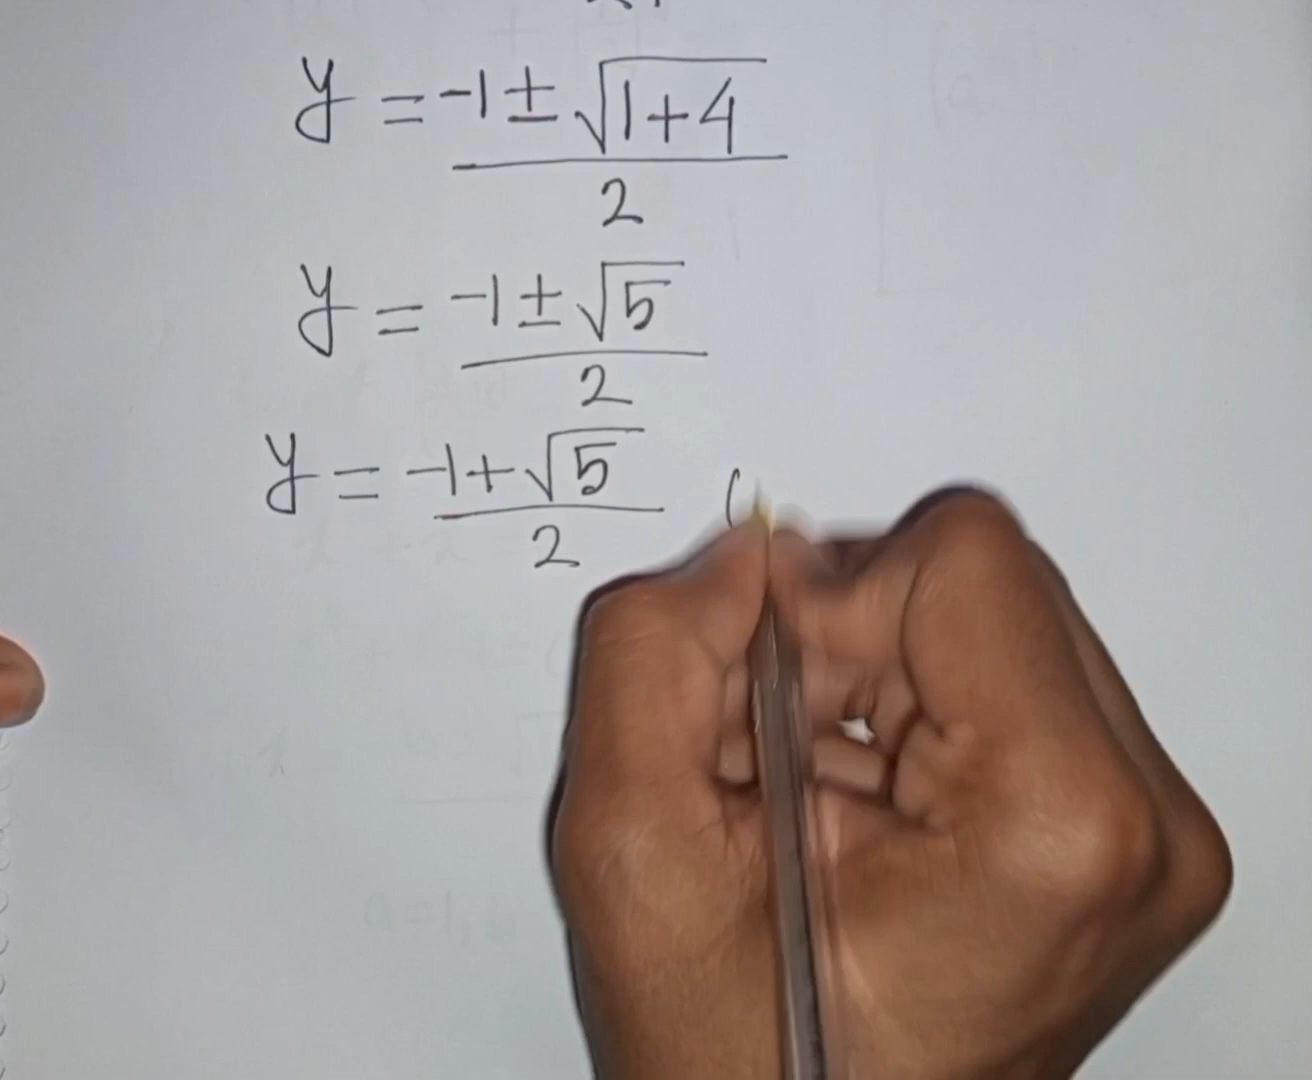 y = -1 ± √1+4 / 2
y = -1 ± √5 / 2
y = -1 + √5 / 2 (